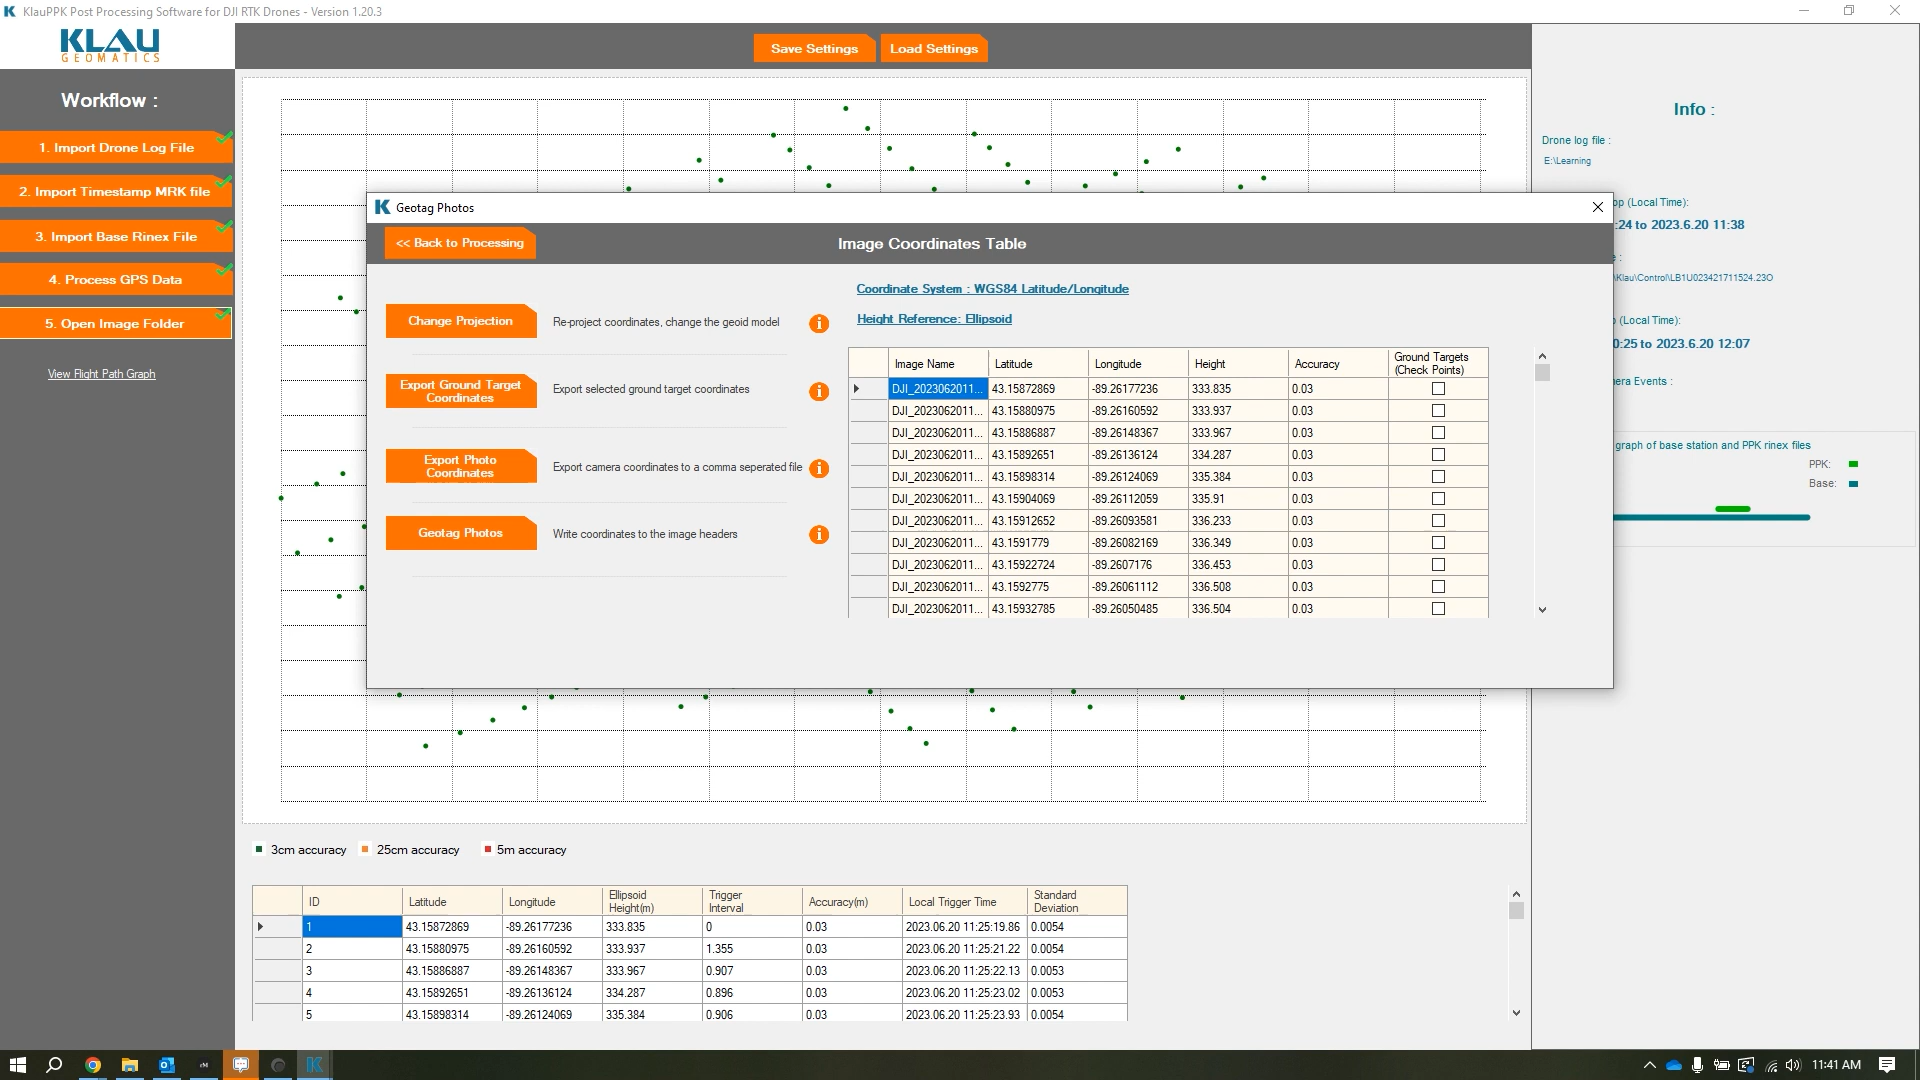 KlauPPK Post Processing Software for DJI RTK Drones - Version 1.20.3
KLAU
GEOMATICS
Save Settings
Load Settings
Workflow :
1. Import Drone Log File
2. Import Timestamp MRK file
3. Import Base Rinex File
4. Process GPS Data
5. Open Image Folder
View Flight Path Graph
Info :
Drone log file :
E:\Learning
op (Local Time):
:24 to 2023.6.20 11:38
e :
\Klau\Control\LB1U023421711524.23O
p (Local Time):
0:25 to 2023.6.20 12:07
nera Events :
graph of base station and PPK rinex files
PPK:
Base:
Geotag Photos
<< Back to Processing
Image Coordinates Table
Coordinate System : WGS84 Latitude/Longitude
Height Reference: Ellipsoid
Change Projection
Re-project coordinates, change the geoid model
Export Ground Target
Coordinates
Export selected ground target coordinates
Export Photo
Coordinates
Export camera coordinates to a comma seperated file
Geotag Photos
Write coordinates to the image headers
Image Name Latitude Longitude Height Accuracy Ground Targets
(Check Points)
DJI_2023062011... 43.15872869 -89.26177236 333.835 0.03
DJI_2023062011... 43.15880975 -89.26160592 333.937 0.03
DJI_2023062011... 43.15886887 -89.26148367 333.967 0.03
DJI_2023062011... 43.15892651 -89.26136124 334.287 0.03
DJI_2023062011... 43.15898314 -89.26124069 335.384 0.03
DJI_2023062011... 43.15904069 -89.26112059 335.91 0.03
DJI_2023062011... 43.15912652 -89.26093581 336.233 0.03
DJI_2023062011... 43.1591779 -89.26082169 336.349 0.03
DJI_2023062011... 43.15922724 -89.2607176 336.453 0.03
DJI_2023062011... 43.1592775 -89.26061112 336.508 0.03
DJI_2023062011... 43.15932785 -89.26050485 336.504 0.03
3cm accuracy 25cm accuracy 5m accuracy
ID Latitude Longitude Ellipsoid Height(m) Trigger Interval Accuracy(m) Local Trigger Time Standard Deviation
1 43.15872869 -89.26177236 333.835 0 0.03 2023.06.20 11:25:19.86 0.0054
2 43.15880975 -89.26160592 333.937 1.355 0.03 2023.06.20 11:25:21.22 0.0054
3 43.15886887 -89.26148367 333.967 0.907 0.03 2023.06.20 11:25:22.13 0.0053
4 43.15892651 -89.26136124 334.287 0.896 0.03 2023.06.20 11:25:23.02 0.0053
5 43.15898314 -89.26124069 335.384 0.906 0.03 2023.06.20 11:25:23.93 0.0054
11:41 AM